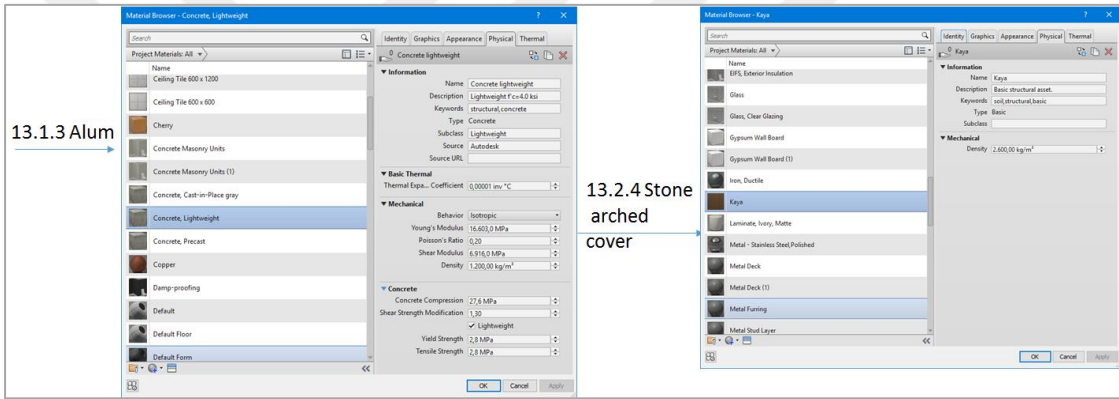 13.1.3 Alum
Material Browser - Concrete, Lightweight
? ×
Search
Project Materials: All
Name
Ceiling Tile 600 x 1200
Ceiling Tile 600 x 600
Cherry
Concrete Masonry Units
Concrete Masonry Units (1)
Concrete, Cast-in-Place gray
Concrete, Lightweight
Concrete, Precast
Copper
Damp-proofing
Default
Default Floor
Default Form
Identity Graphics Appearance Physical Thermal
0 Concrete lightweight
▼ Information
Name Concrete lightweight
Description Lightweight f'c=4.0 ksi
Keywords structural,concrete
Type Concrete
Subclass Lightweight
Source Autodesk
Source URL
▼ Basic Thermal
Thermal Expa... Coefficient 0,00001 inv °C
▼ Mechanical
Behavior Isotropic
Young's Modulus 16.603,0 MPa
Poisson's Ratio 0,20
Shear Modulus 6.916,0 MPa
Density 1.200,00 kg/m³
▼ Concrete
Concrete Compression 27,6 MPa
Shear Strength Modification 1,30
✓ Lightweight
Yield Strength 2,8 MPa
Tensile Strength 2,8 MPa
OK Cancel Apply
13.2.4 Stone
arched
cover
Material Browser - Kaya
? ×
Search
Project Materials: All
Name
EIFS, Exterior Insulation
Glass
Glass, Clear Glazing
Gypsum Wall Board
Gypsum Wall Board (1)
Iron, Ductile
Kaya
Laminate, Ivory, Matte
Metal - Stainless Steel,Polished
Metal Deck
Metal Deck (1)
Metal Furring
Metal Stud Layer
Identity Graphics Appearance Physical Thermal
0 Kaya
▼ Information
Name Kaya
Description Basic structural asset.
Keywords soil,structural,basic
Type Basic
Subclass
▼ Mechanical
Density 2.600,00 kg/m³
OK Cancel Apply